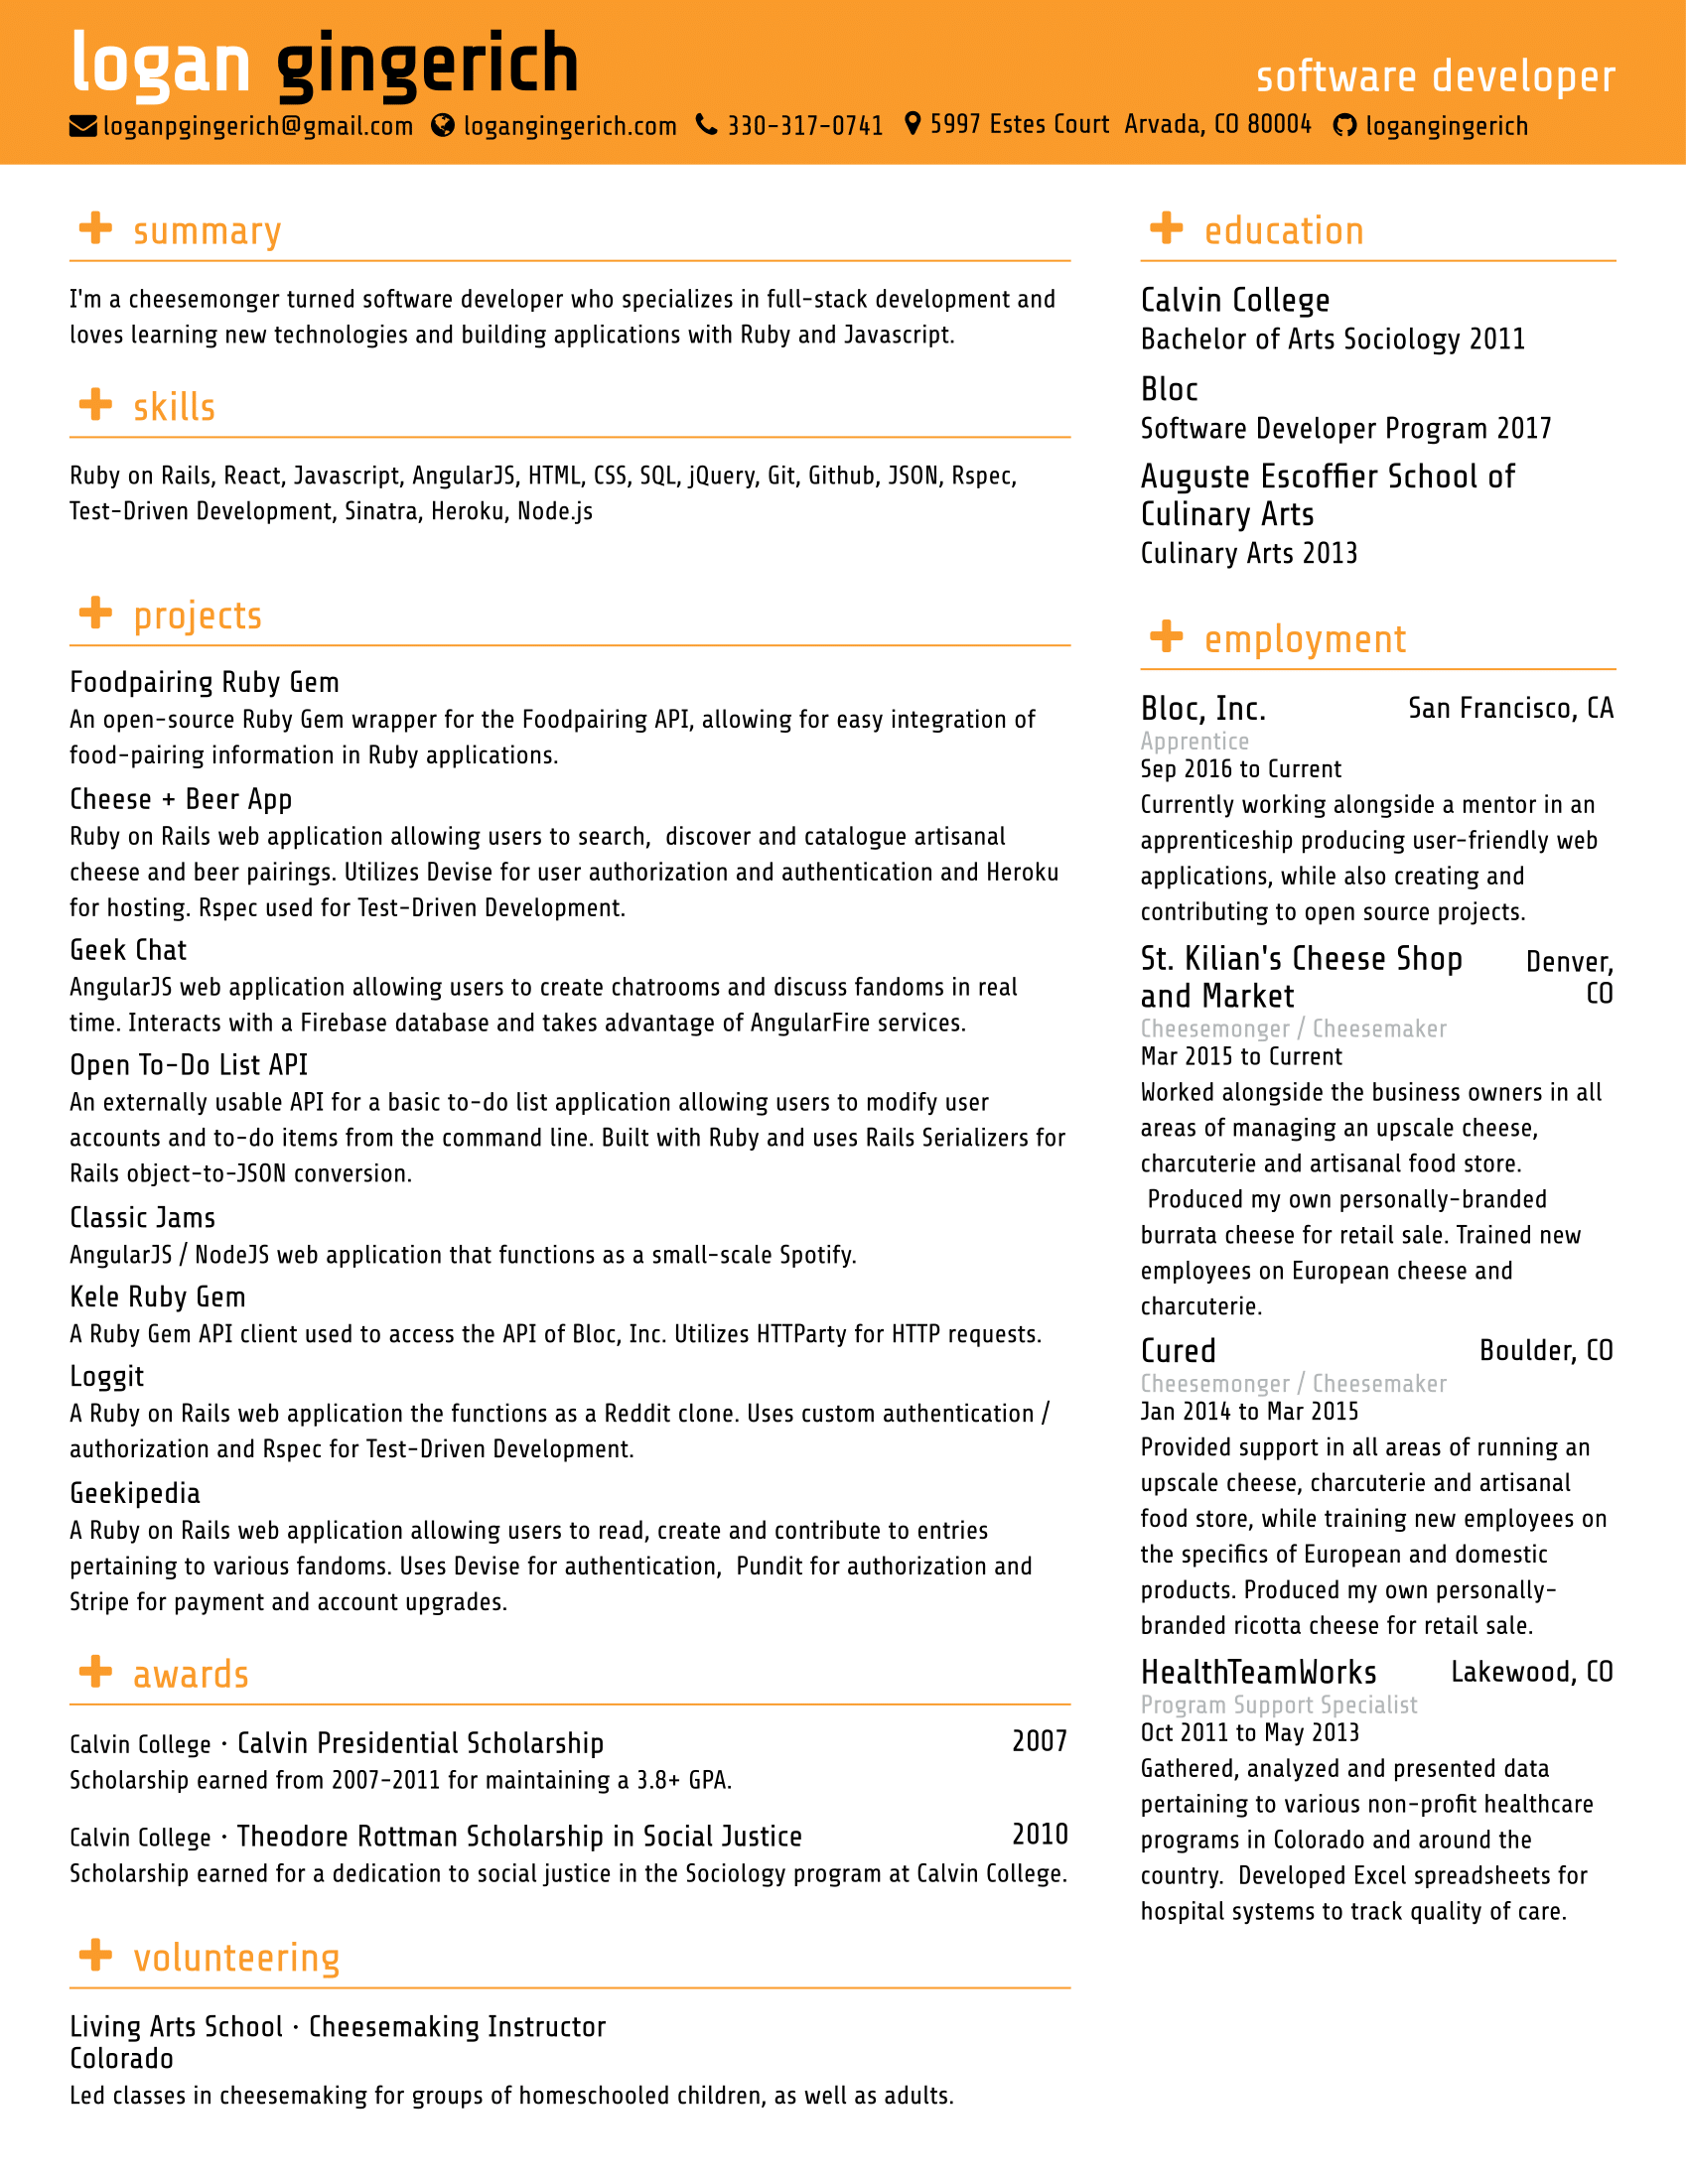 logan gingerich
software developer
loganpgingerich@gmail.com logangingerich.com 330-317-0741 5997 Estes Court  Arvada, CO 80004 logangingerich
summary
I'm a cheesemonger turned software developer who specializes in full-stack development and
loves learning new technologies and building applications with Ruby and Javascript.
skills
Ruby on Rails, React, Javascript, AngularJS, HTML, CSS, SQL, jQuery, Git, Github, JSON, Rspec,
Test-Driven Development, Sinatra, Heroku, Node.js
projects
Foodpairing Ruby Gem
An open-source Ruby Gem wrapper for the Foodpairing API, allowing for easy integration of
food-pairing information in Ruby applications.
Cheese + Beer App
Ruby on Rails web application allowing users to search,  discover and catalogue artisanal
cheese and beer pairings. Utilizes Devise for user authorization and authentication and Heroku
for hosting. Rspec used for Test-Driven Development.
Geek Chat
AngularJS web application allowing users to create chatrooms and discuss fandoms in real
time. Interacts with a Firebase database and takes advantage of AngularFire services.
Open To-Do List API
An externally usable API for a basic to-do list application allowing users to modify user
accounts and to-do items from the command line. Built with Ruby and uses Rails Serializers for
Rails object-to-JSON conversion.
Classic Jams
AngularJS / NodeJS web application that functions as a small-scale Spotify.
Kele Ruby Gem
A Ruby Gem API client used to access the API of Bloc, Inc. Utilizes HTTParty for HTTP requests.
Loggit
A Ruby on Rails web application the functions as a Reddit clone. Uses custom authentication /
authorization and Rspec for Test-Driven Development.
Geekipedia
A Ruby on Rails web application allowing users to read, create and contribute to entries
pertaining to various fandoms. Uses Devise for authentication,  Pundit for authorization and
Stripe for payment and account upgrades.
awards
Calvin College · Calvin Presidential Scholarship 2007
Scholarship earned from 2007-2011 for maintaining a 3.8+ GPA.
Calvin College · Theodore Rottman Scholarship in Social Justice 2010
Scholarship earned for a dedication to social justice in the Sociology program at Calvin College.
volunteering
Living Arts School · Cheesemaking Instructor
Colorado
Led classes in cheesemaking for groups of homeschooled children, as well as adults.
education
Calvin College
Bachelor of Arts Sociology 2011
Bloc
Software Developer Program 2017
Auguste Escoffier School of
Culinary Arts
Culinary Arts 2013
employment
Bloc, Inc. San Francisco, CA
Apprentice
Sep 2016 to Current
Currently working alongside a mentor in an
apprenticeship producing user-friendly web
applications, while also creating and
contributing to open source projects.
St. Kilian's Cheese Shop Denver,
and Market CO
Cheesemonger / Cheesemaker
Mar 2015 to Current
Worked alongside the business owners in all
areas of managing an upscale cheese,
charcuterie and artisanal food store.
Produced my own personally-branded
burrata cheese for retail sale. Trained new
employees on European cheese and
charcuterie.
Cured Boulder, CO
Cheesemonger / Cheesemaker
Jan 2014 to Mar 2015
Provided support in all areas of running an
upscale cheese, charcuterie and artisanal
food store, while training new employees on
the specifics of European and domestic
products. Produced my own personally-
branded ricotta cheese for retail sale.
HealthTeamWorks Lakewood, CO
Program Support Specialist
Oct 2011 to May 2013
Gathered, analyzed and presented data
pertaining to various non-profit healthcare
programs in Colorado and around the
country.  Developed Excel spreadsheets for
hospital systems to track quality of care.